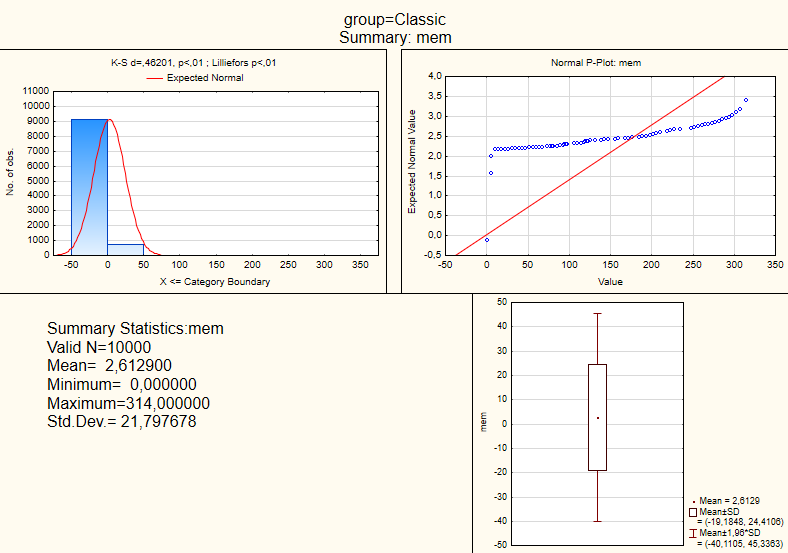 group=Classic
Summary: mem
K-S d=,46201, p<,01 ; Lilliefors p<,01
Expected Normal
11000
10000
9000
8000
7000
6000
5000
4000
3000
2000
1000
0
No. of obs.
-50 0 50 100 150 200 250 300 350
X <= Category Boundary
Normal P-Plot: mem
4,0
3,5
3,0
2,5
2,0
1,5
1,0
0,5
0,0
-0,5
Expected Normal Value
-50 0 50 100 150 200 250 300 350
Value
Summary Statistics:mem
Valid N=10000
Mean= 2,612900
Minimum= 0,000000
Maximum=314,000000
Std.Dev.= 21,797678
50
40
30
20
10
0
-10
-20
-30
-40
-50
mem
Mean = 2,6129
Mean±SD
= (-19,1848, 24,4106)
Mean±1,96*SD
= (-40,1105, 45,3363)